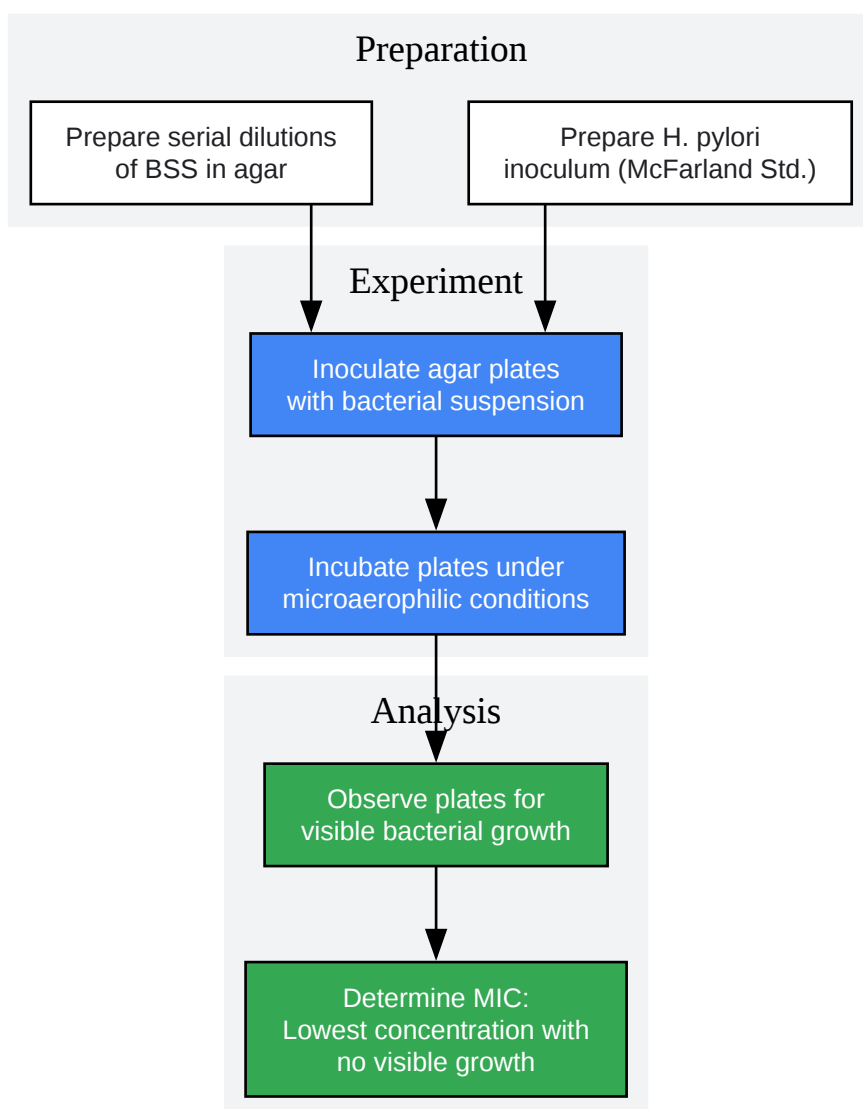 Preparation
Prepare serial dilutions
of BSS in agar
Prepare H. pylori
inoculum (McFarland Std.)
Experiment
Inoculate agar plates
with bacterial suspension
Incubate plates under
microaerophilic conditions
Analysis
Observe plates for
visible bacterial growth
Determine MIC:
Lowest concentration with
no visible growth